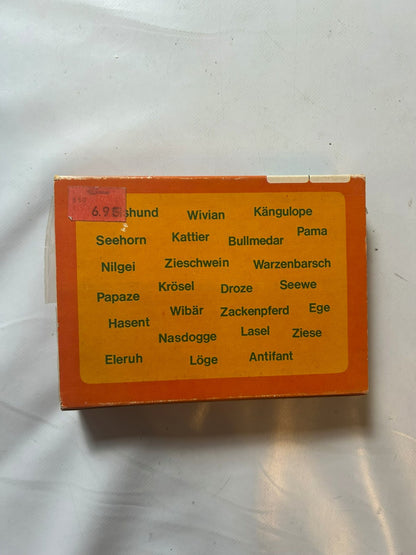 6.95
shund Wivian Kängulope
Seehorn Kattier Bullmedar Pama
Nilgei Zieschwein Warzenbarsch
Papaze Krösel Droze Seewe
Hasent Wibär Zackenpferd Ege
Nasdogge Lasel Ziese
Eleruh Löge Antifant